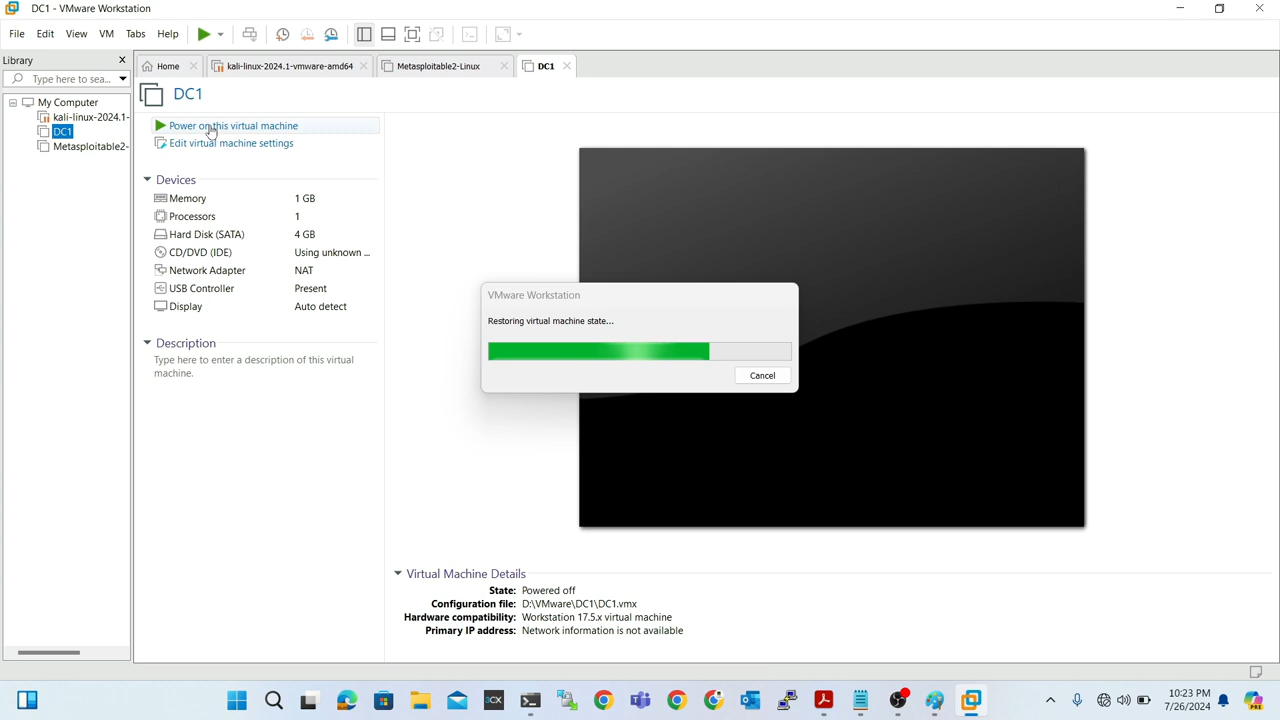 DC1 - VMware Workstation
File Edit View VM Tabs Help
Library
Type here to sea...
Home kali-linux-2024.1-vmware-amd64 Metasploitable2-Linux DC1
My Computer
kali-linux-2024.1-
DC1
Metasploitable2-
DC1
Power on this virtual machine
Edit virtual machine settings
Devices
Memory 1 GB
Processors 1
Hard Disk (SATA) 4 GB
CD/DVD (IDE) Using unknown ...
Network Adapter NAT
USB Controller Present
Display Auto detect
Description
Type here to enter a description of this virtual
machine.
VMware Workstation
Restoring virtual machine state...
Cancel
Virtual Machine Details
State: Powered off
Configuration file: D:\VMware\DC1\DC1.vmx
Hardware compatibility: Workstation 17.5.x virtual machine
Primary IP address: Network information is not available
3CX
10:23 PM
7/26/2024
PRE